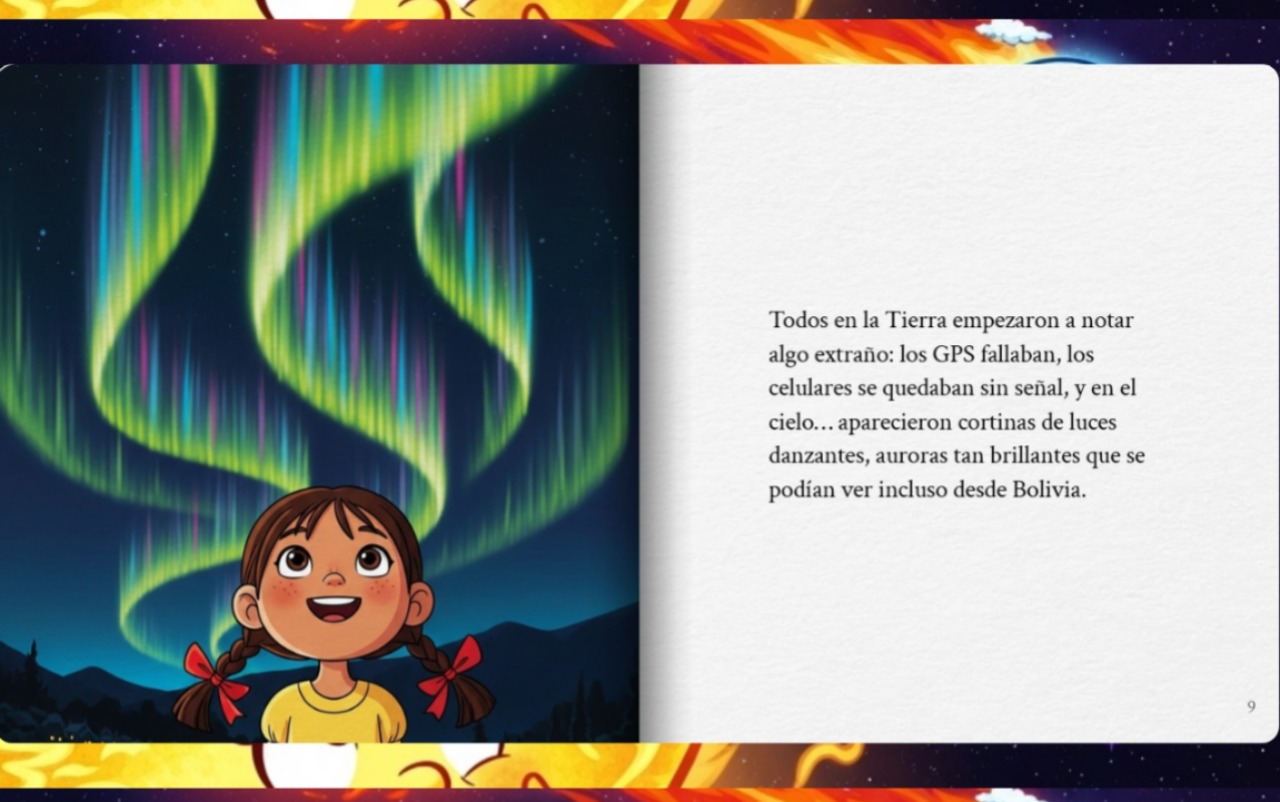 Todos en la Tierra empezaron a notar
algo extraño: los GPS fallaban, los
celulares se quedaban sin señal, y en el
cielo... aparecieron cortinas de luces
danzantes, auroras tan brillantes que se
podían ver incluso desde Bolivia.
9